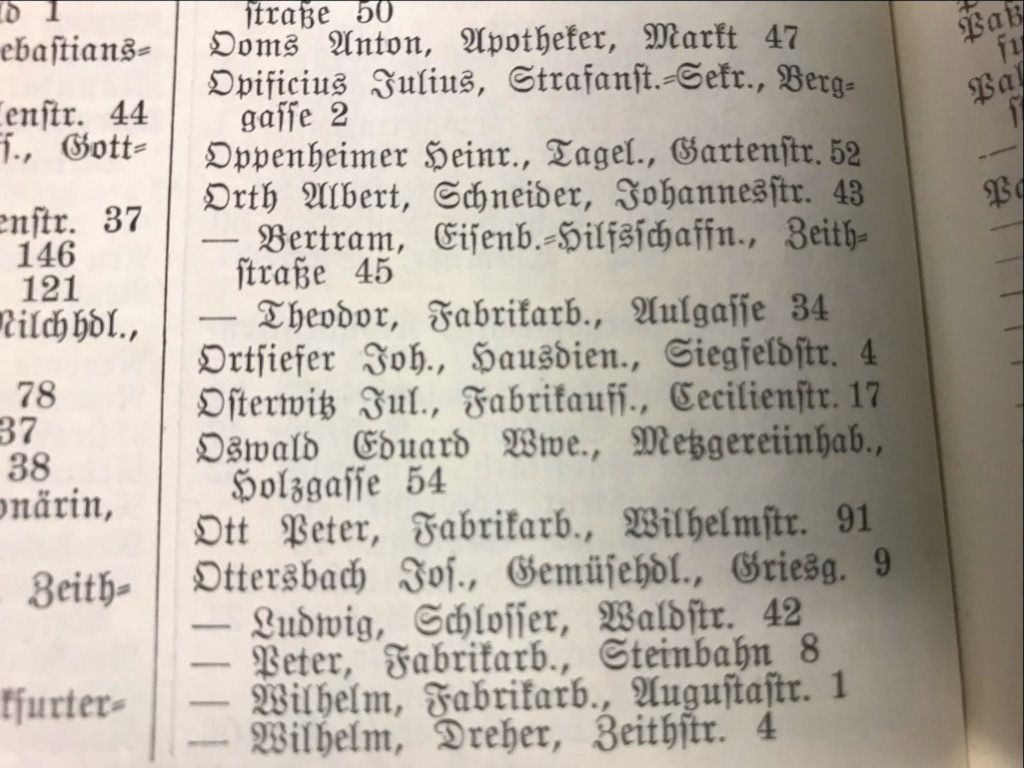 1
ebaſtians⸗
enſtr. 44
ſſ., Gott⸗
enſtr. 37
146
121
Milchhdl.,
78
37
38
onärin,
Zeith⸗
kfurter⸗
ſtraße 50
Ooms Anton, Apotheker, Markt 47
Opificius Julius, Strafanſt.⸗Sekr., Berg⸗
gaſſe 2
Oppenheimer Heinr., Tagel., Gartenſtr. 52
Orth Albert, Schneider, Johannesſtr. 43
— Bertram, Eiſenb.⸗Hilfsſchaffn., Zeith⸗
ſtraße 45
— Theodor, Fabrikarb., Aulgaſſe 34
Ortſiefer Joh., Hausdien., Siegfeldſtr. 4
Oſterwitz Jul., Fabrikauff., Cecilienſtr. 17
Oswald Eduard Wwe., Metzgereiinhab.,
Holzgaſſe 54
Ott Peter, Fabrikarb., Wilhelmſtr. 91
Ottersbach Joſ., Gemüſehdl., Griesg. 9
— Ludwig, Schloſſer, Waldſtr. 42
— Peter, Fabrikarb., Steinbahn 8
— Wilhelm, Fabrikarb., Auguſtaſtr. 1
— Wilhelm, Dreher, Zeithſtr. 4